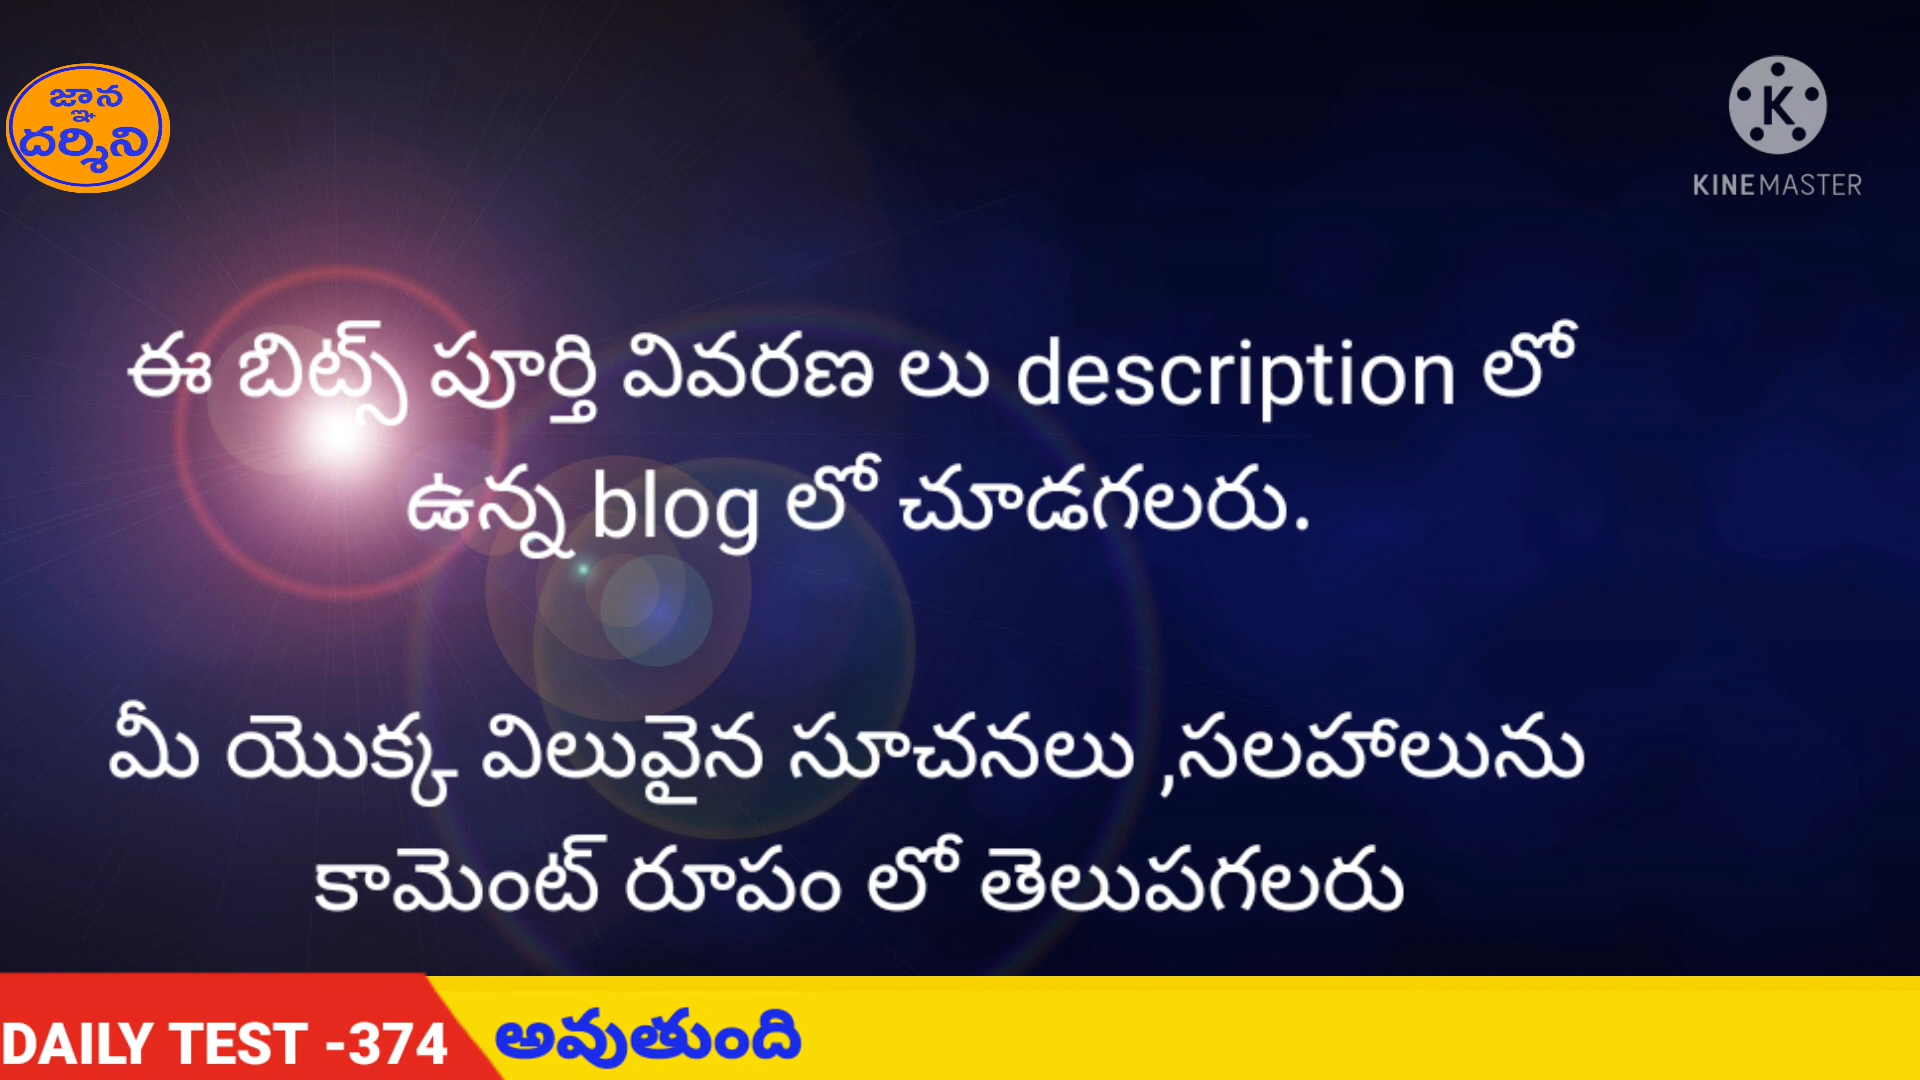 జ్ఞాన
దర్శిని
KINEMASTER
ఈ బిట్స్ పూర్తి వివరణ లు description లో
ఉన్న blog లో చూడగలరు.
మీ యొక్క విలువైన సూచనలు ,సలహాలును
కామెంట్ రూపం లో తెలుపగలరు
DAILY TEST -374
అవుతుంది